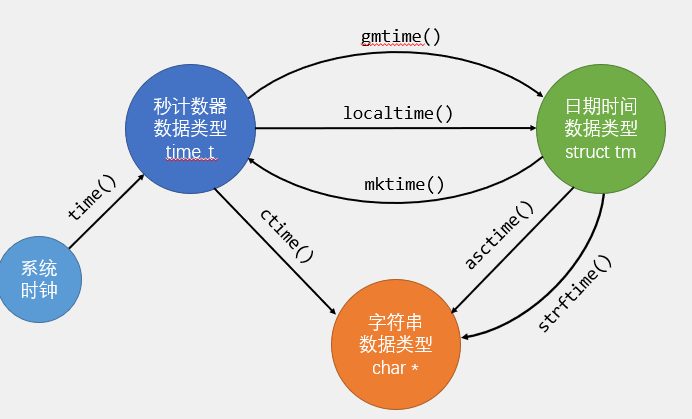 gmtime()
秒计数器
数据类型
time_t
localtime()
日期时间
数据类型
struct tm
mktime()
time()
ctime()
asctime()
strftime()
系统
时钟
字符串
数据类型
char *